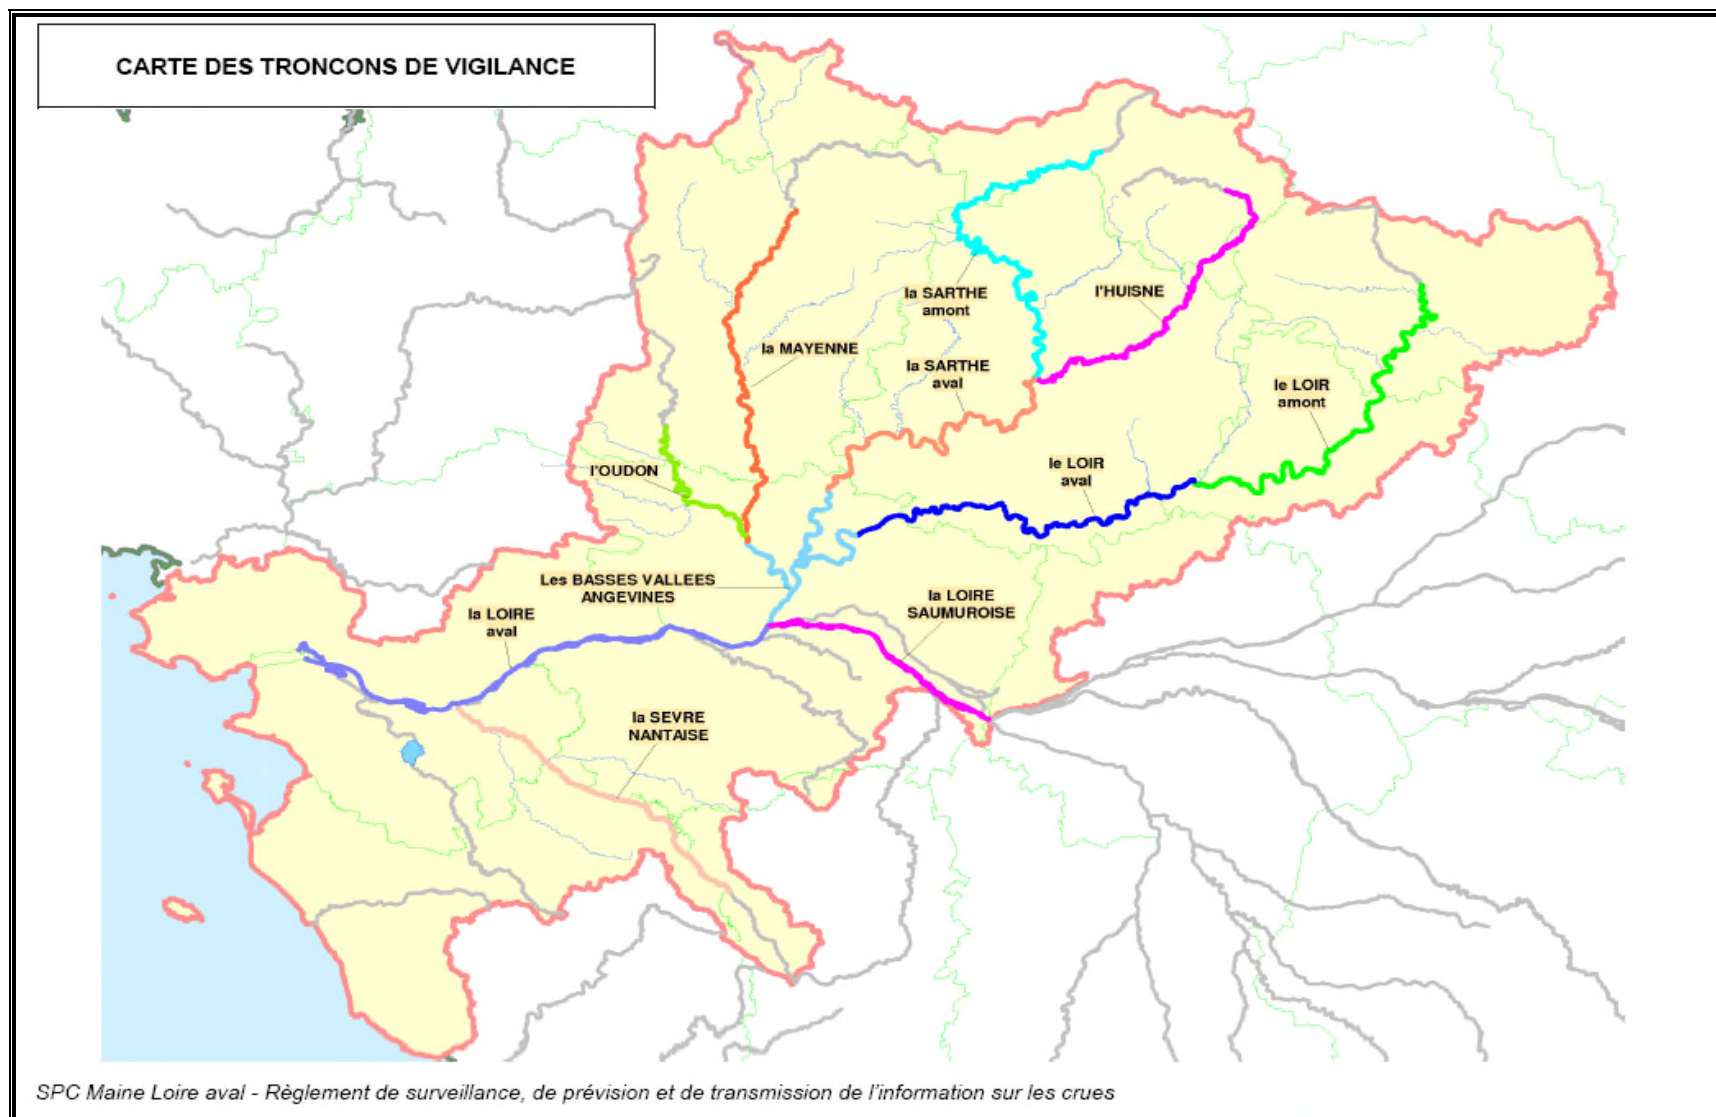 CARTE DES TRONCONS DE VIGILANCE
la SARTHE
amont
l'HUISNE
la MAYENNE
la SARTHE
aval
le LOIR
amont
l'OUDON
le LOIR
aval
Les BASSES VALLEES
ANGEVINES
la LOIRE
aval
la LOIRE
SAUMUROISE
la SEVRE
NANTAISE
SPC Maine Loire aval - Règlement de surveillance, de prévision et de transmission de l'information sur les crues